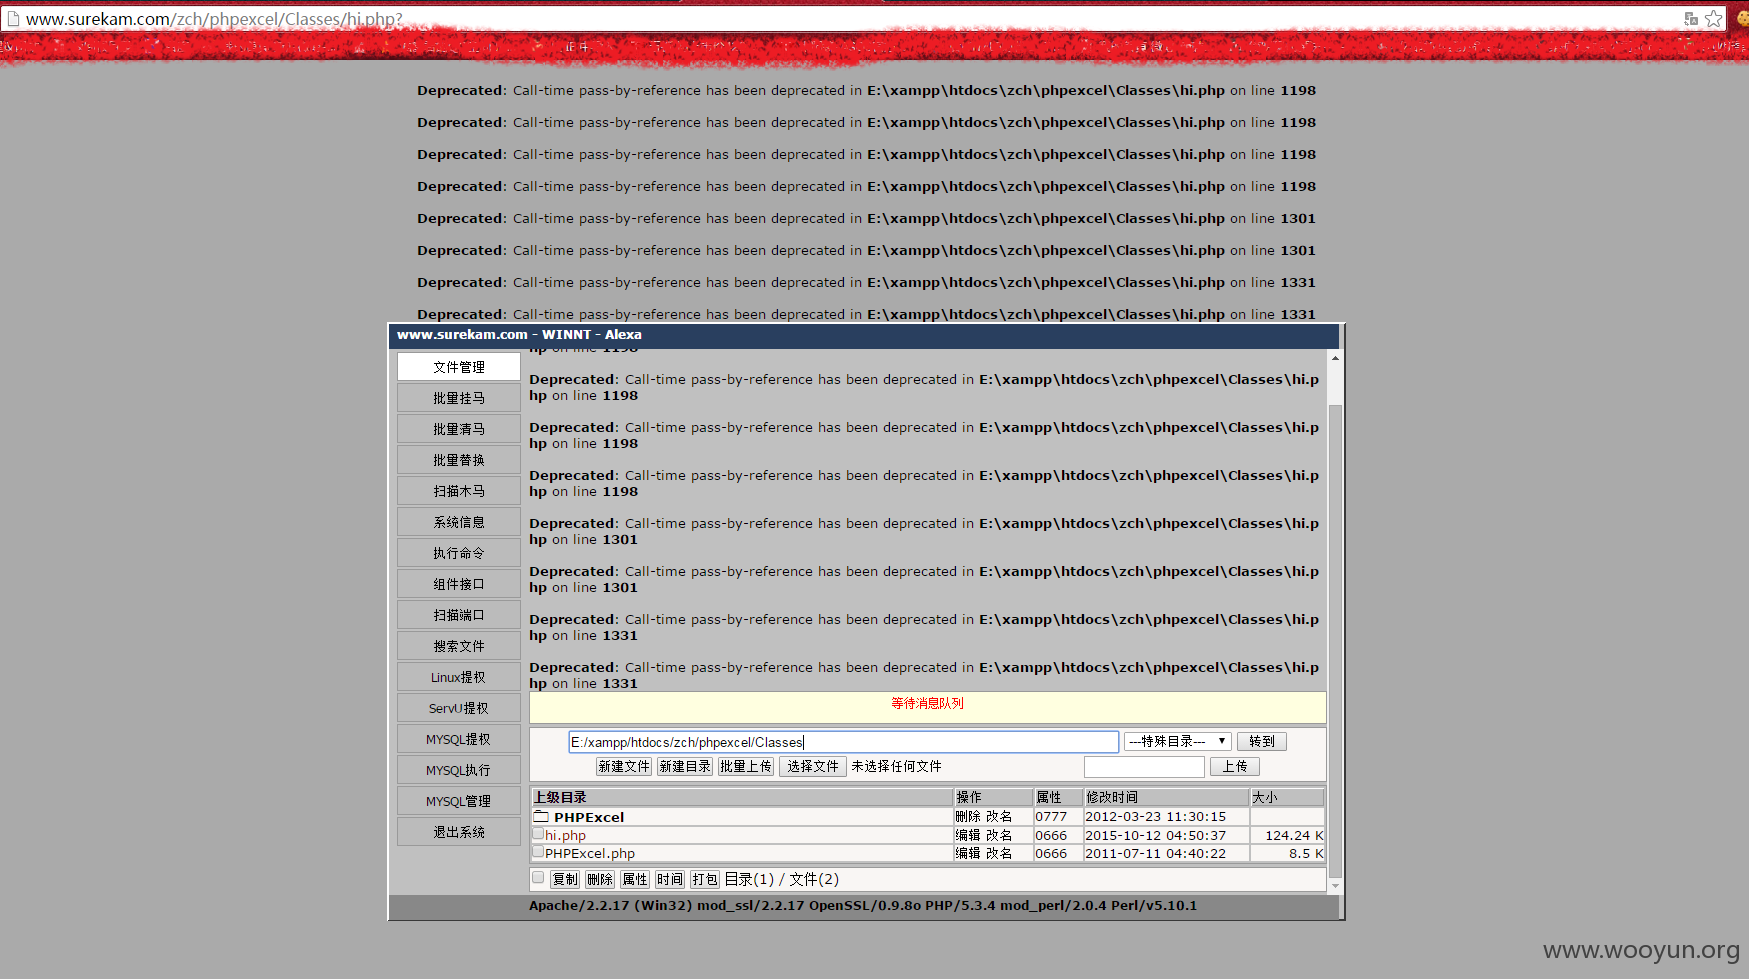 www.surekam.com/zch/phpexcel/Classes/hi.php?
Deprecated: Call-time pass-by-reference has been deprecated in E:\xampp\htdocs\zch\phpexcel\Classes\hi.php on line 1198
Deprecated: Call-time pass-by-reference has been deprecated in E:\xampp\htdocs\zch\phpexcel\Classes\hi.php on line 1198
Deprecated: Call-time pass-by-reference has been deprecated in E:\xampp\htdocs\zch\phpexcel\Classes\hi.php on line 1198
Deprecated: Call-time pass-by-reference has been deprecated in E:\xampp\htdocs\zch\phpexcel\Classes\hi.php on line 1198
Deprecated: Call-time pass-by-reference has been deprecated in E:\xampp\htdocs\zch\phpexcel\Classes\hi.php on line 1301
Deprecated: Call-time pass-by-reference has been deprecated in E:\xampp\htdocs\zch\phpexcel\Classes\hi.php on line 1301
Deprecated: Call-time pass-by-reference has been deprecated in E:\xampp\htdocs\zch\phpexcel\Classes\hi.php on line 1331
Deprecated: Call-time pass-by-reference has been deprecated in E:\xampp\htdocs\zch\phpexcel\Classes\hi.php on line 1331
www.surekam.com - WINNT - Alexa
文件管理
批量挂马
批量清马
批量替换
扫描木马
系统信息
执行命令
组件接口
扫描端口
搜索文件
Linux提权
ServU提权
MYSQL提权
MYSQL执行
MYSQL管理
退出系统
hp on line 1198
Deprecated: Call-time pass-by-reference has been deprecated in E:\xampp\htdocs\zch\phpexcel\Classes\hi.p
hp on line 1198
Deprecated: Call-time pass-by-reference has been deprecated in E:\xampp\htdocs\zch\phpexcel\Classes\hi.p
hp on line 1198
Deprecated: Call-time pass-by-reference has been deprecated in E:\xampp\htdocs\zch\phpexcel\Classes\hi.p
hp on line 1198
Deprecated: Call-time pass-by-reference has been deprecated in E:\xampp\htdocs\zch\phpexcel\Classes\hi.p
hp on line 1301
Deprecated: Call-time pass-by-reference has been deprecated in E:\xampp\htdocs\zch\phpexcel\Classes\hi.p
hp on line 1301
Deprecated: Call-time pass-by-reference has been deprecated in E:\xampp\htdocs\zch\phpexcel\Classes\hi.p
hp on line 1331
Deprecated: Call-time pass-by-reference has been deprecated in E:\xampp\htdocs\zch\phpexcel\Classes\hi.p
hp on line 1331
等待消息队列
E:/xampp/htdocs/zch/phpexcel/Classes ---特殊目录--- 转到
新建文件 新建目录 批量上传 选择文件 未选择任何文件 上传
上级目录 操作 属性 修改时间 大小
PHPExcel 删除 改名 0777 2012-03-23 11:30:15
hi.php 编辑 改名 0666 2015-10-12 04:50:37 124.24 K
PHPExcel.php 编辑 改名 0666 2011-07-11 04:40:22 8.5 K
复制 删除 属性 时间 打包 目录(1) / 文件(2)
Apache/2.2.17 (Win32) mod_ssl/2.2.17 OpenSSL/0.9.8o PHP/5.3.4 mod_perl/2.0.4 Perl/v5.10.1
www.wooyun.org